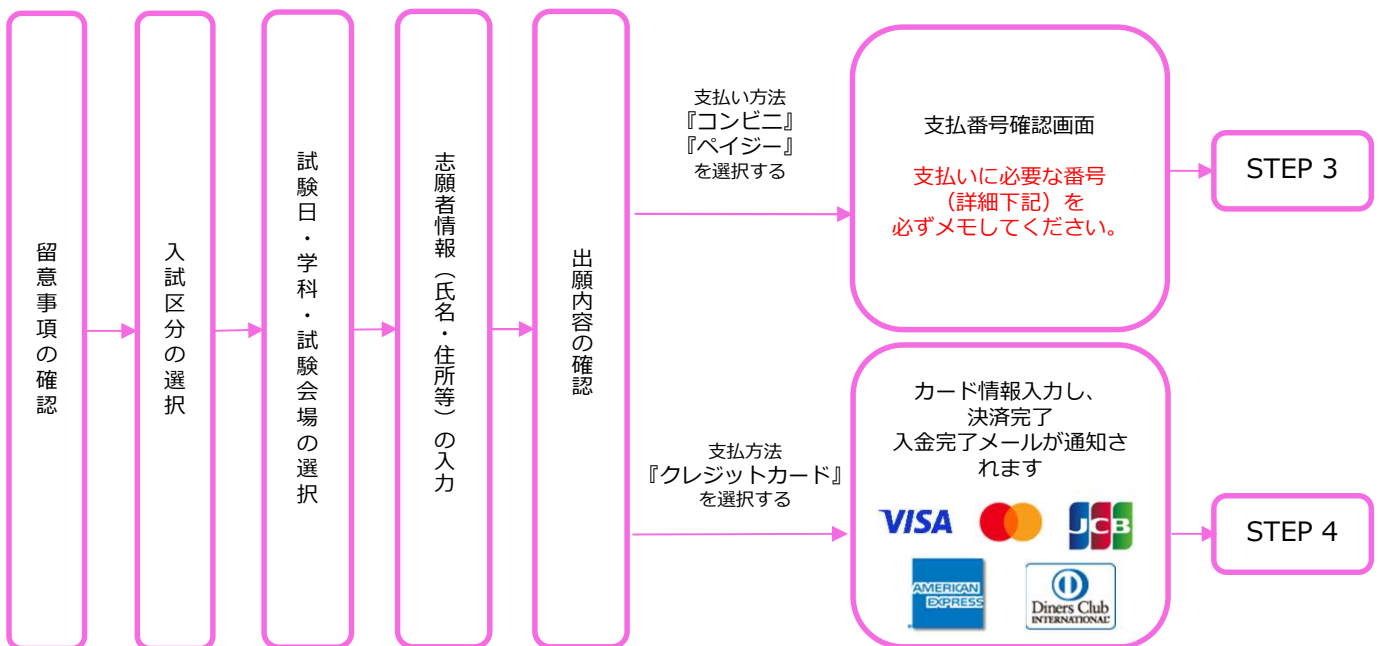 留意事項の確認
入試区分の選択
試験日・学科・試験会場の選択
志願者情報（氏名・住所等）の入力
出願内容の確認
支払い方法
『コンビニ』
『ペイジー』
を選択する
支払番号確認画面
支払いに必要な番号
（詳細下記）を
必ずメモしてください。
STEP 3
支払方法
『クレジットカード』
を選択する
カード情報入力し、
決済完了
入金完了メールが通知さ
れます
VISA
JCB
AMERICAN
EXPRESS
Diners Club
INTERNATIONAL
STEP 4